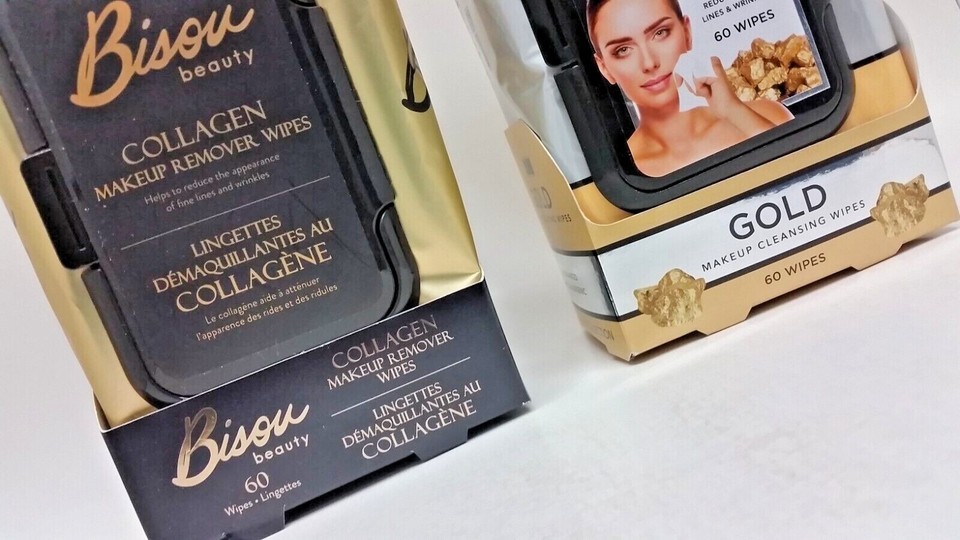 Bisou
beauty
COLLAGEN
MAKEUP REMOVER WIPES
Helps to reduce the appearance
of fine lines and wrinkles
LINGETTES
DÉMAQUILLANTES AU
COLLAGÈNE
Le collagène aide à atténuer
l'apparence des rides et des ridules
COLLAGEN
MAKEUP REMOVER
WIPES
LINGETTES
DÉMAQUILLANTES AU
COLLAGÈNE
Bisou
beauty
60
Wipes • Lingettes
LINES &
60 WIPES
GOLD
MAKEUP CLEANSING WIPES
60 WIPES